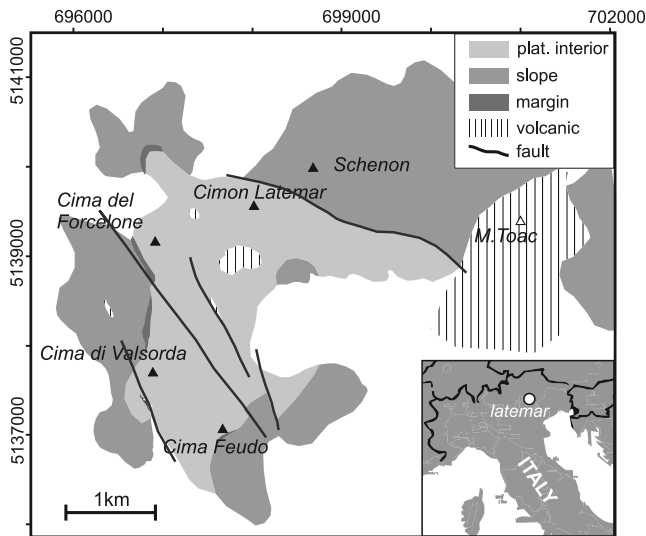 696000
699000
702000
5141000
5139000
5137000
plat. interior
slope
margin
volcanic
fault
Schenon
Cima del
Forcelone
Cimon Latemar
M.Toac
Cima di Valsorda
Cima Feudo
1km
latemar
ITALY